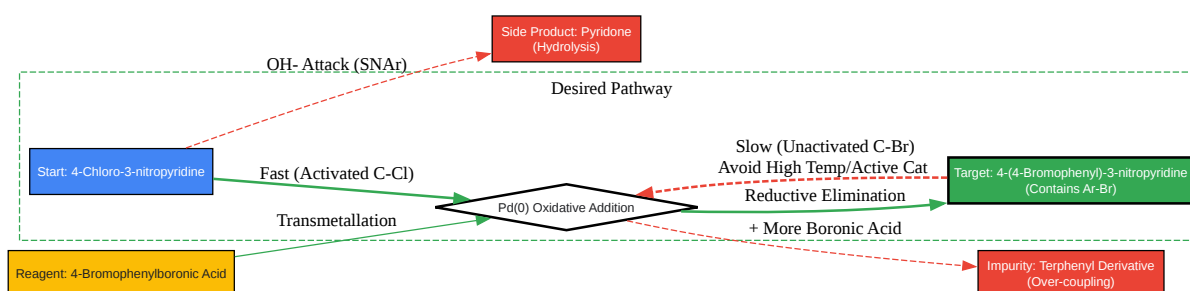 Side Product: Pyridone
(Hydrolysis)
OH- Attack (SNAr)
Desired Pathway
Start: 4-Chloro-3-nitropyridine
Fast (Activated C-Cl)
Slow (Unactivated C-Br)
Avoid High Temp/Active Cat
Target: 4-(4-Bromophenyl)-3-nitropyridine
(Contains Ar-Br)
Pd(0) Oxidative Addition
Reductive Elimination
Transmetallation
+ More Boronic Acid
Reagent: 4-Bromophenylboronic Acid
Impurity: Terphenyl Derivative
(Over-coupling)